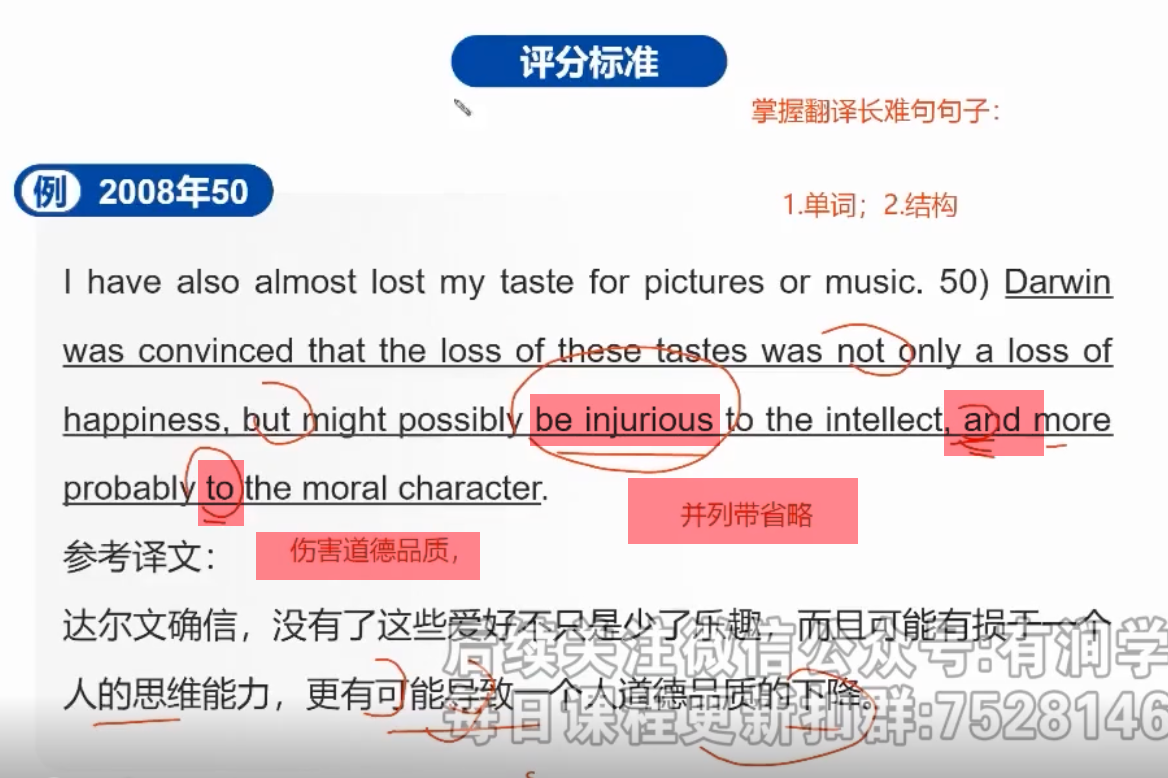 评分标准
掌握翻译长难句句子：
例 2008年50
1.单词；2.结构
I have also almost lost my taste for pictures or music. 50) Darwin
was convinced that the loss of these tastes was not only a loss of
happiness, but might possibly be injurious to the intellect, and more
probably to the moral character.
并列带省略
参考译文：
伤害道德品质，
达尔文确信，没有了这些爱好不只是少了乐趣，而且可能有损于一个
后续关注微信公众号:有润学
人的思维能力，更有可能导致一个人道德品质的下降。
每日课程更新扣群:7528146